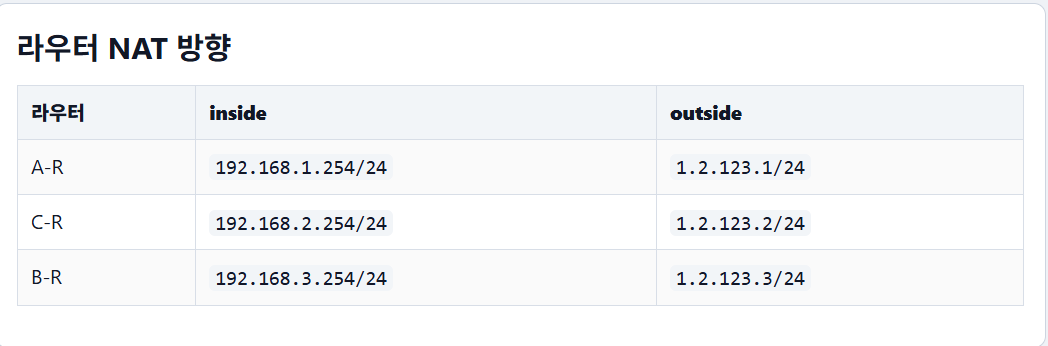 라우터 NAT 방향
라우터 inside outside
A-R 192.168.1.254/24 1.2.123.1/24
C-R 192.168.2.254/24 1.2.123.2/24
B-R 192.168.3.254/24 1.2.123.3/24